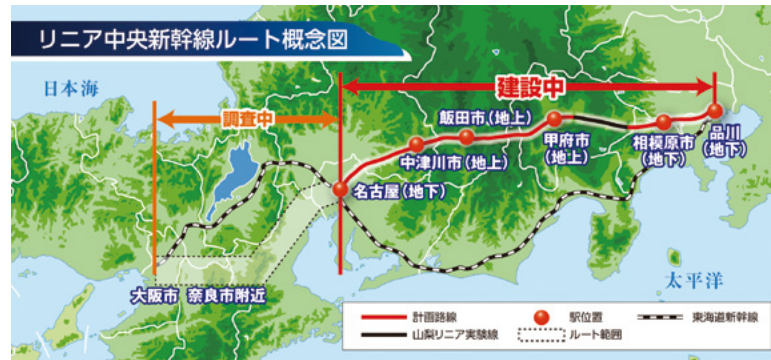 リニア中央新幹線ルート概念図
日本海
建設中
調査中
飯田市(地上)
中津川市(地上)
甲府市
(地上)
相模原市
(地下)
品川
(地下)
名古屋(地下)
大阪市
奈良市附近
太平洋
計画路線
駅位置
東海道新幹線
山梨リニア実験線
ルート範囲